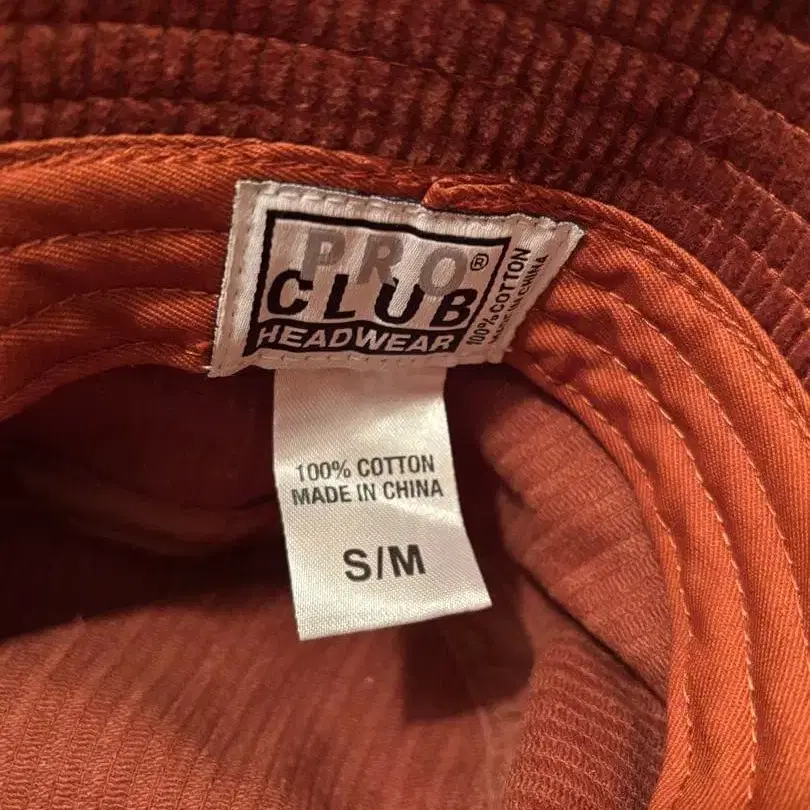 PRO®
CLUB
HEADWEAR
100% COTTON
MADE IN CHINA
100% COTTON
MADE IN CHINA
S/M